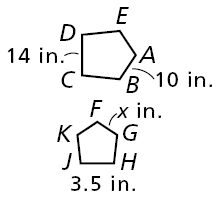 E
D
14 in. A
C B 10 in.
F x in.
K G
J H
3.5 in.